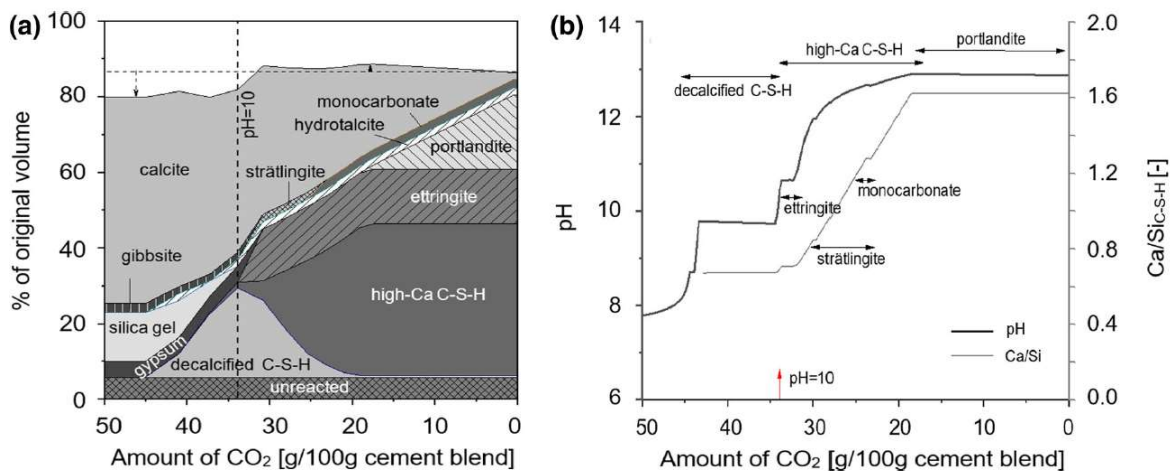 (a)
100
80
60
40
20
0
% of original volume
50
40
30
20
10
0
Amount of CO₂ [g/100g cement blend]
pH=10
monocarbonate
hydrotalcite
portlandite
calcite
strätlingite
ettringite
gibbsite
high-Ca C-S-H
silica gel
gypsum
decalcified C-S-H
unreacted
(b)
14
13
12
11
10
9
8
6
pH
2.0
1.6
1.2
0.8
0.4
0.0
Ca/Si_C-S-H [-]
50
40
30
20
10
0
Amount of CO₂ [g/100g cement blend]
portlandite
high-Ca C-S-H
decalcified C-S-H
monocarbonate
ettringite
strätlingite
pH
Ca/Si
pH=10